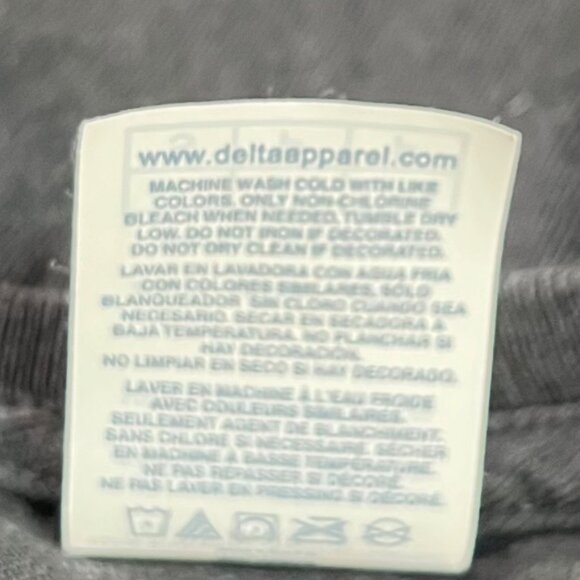 www.deltaapparel.com
MACHINE WASH COLD WITH LIKE
COLORS. ONLY NON-CHLORINE
BLEACH WHEN NEEDED. TUMBLE DRY
LOW. DO NOT IRON IF DECORATED.
DO NOT DRY CLEAN IF DECORATED.
LAVAR EN LAVADORA CON AGUA FRIA
CON COLORES SIMILARES. SOLO
BLANQUEADOR SIN CLORO CUANDO SEA
NECESARIO. SECAR EN SECADORA A
BAJA TEMPERATURA. NO PLANCHAR SI
HAY DECORACIÓN.
NO LIMPIAR EN SECO SI HAY DECORADO.
LAVER EN MACHINE À L'EAU FROIDE
AVEC COULEURS SIMILAIRES.
SEULEMENT AGENT DE BLANCHIMENT
SANS CHLORE SI NECESSAIRE. SÉCHER
EN MACHINE A BASSE TEMPERATURE.
NE PAS REPASSER SI DÉCORÉ.
NE PAS LAVER EN PRESSING SI DÉCORÉ.